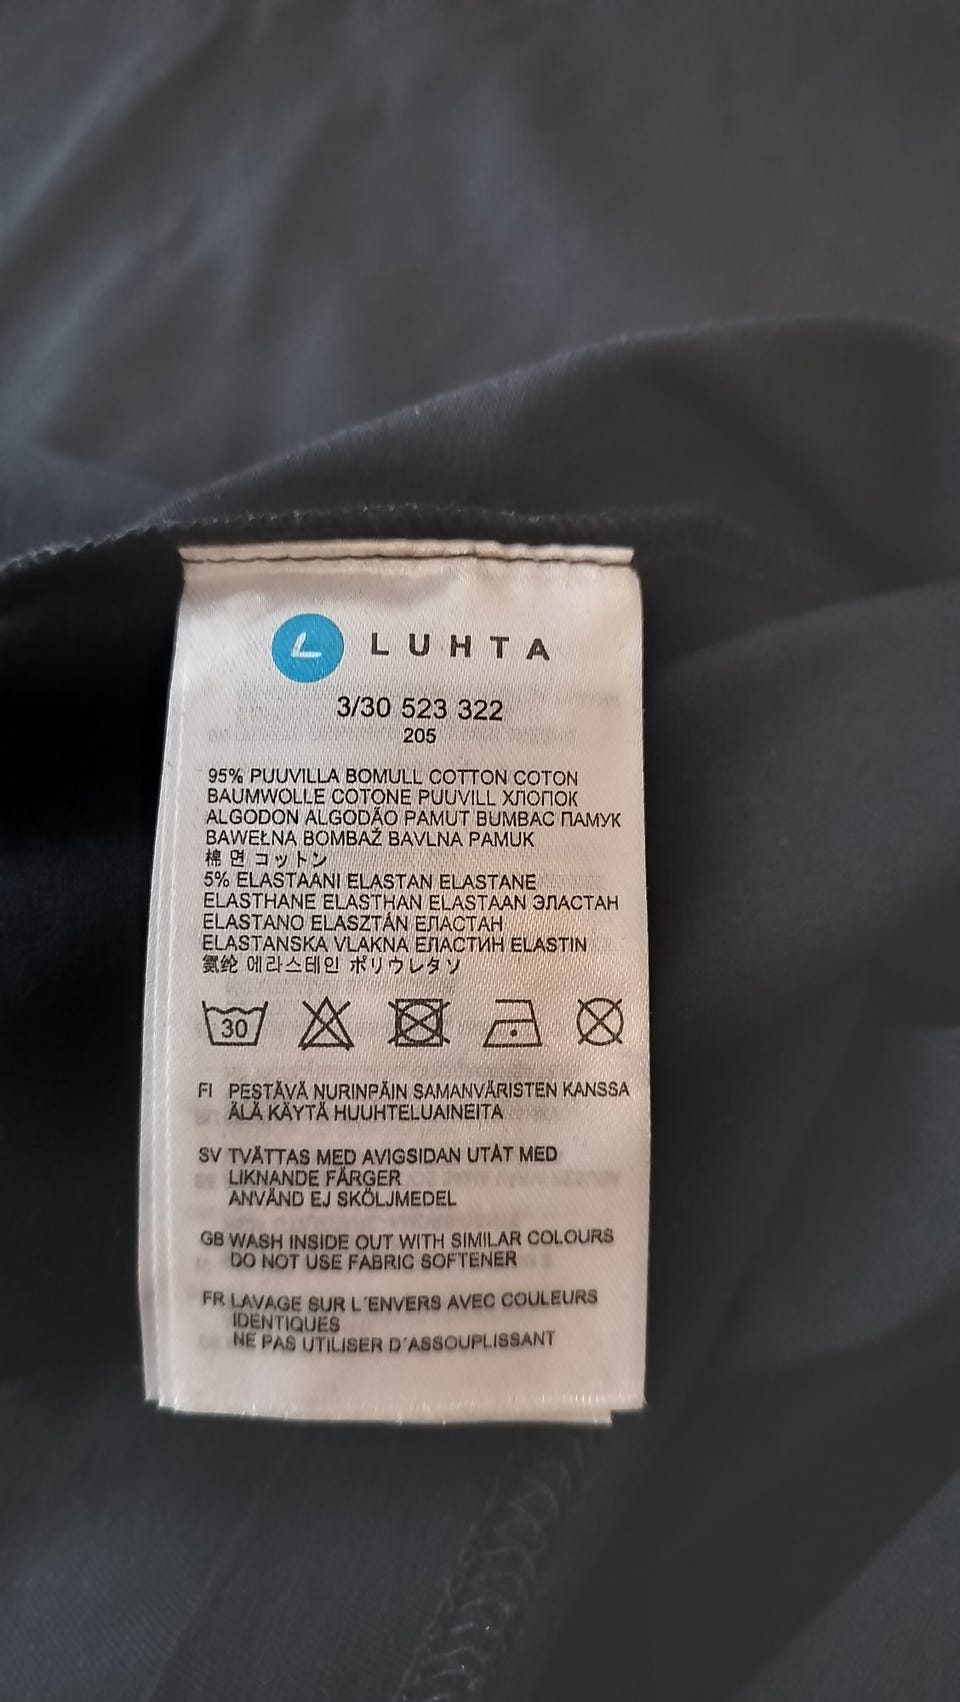 L LUHTA
3/30 523 322
205
95% PUUVILLA BOMULL COTTON COTON
BAUMWOLLE COTONE PUUVILL ХЛОПОК
ALGODON ALGODÃO PAMUT BUMBAC ПАМУК
BAWEŁNA BOMBAŽ BAVLNA PAMUK
棉 면 コットン
5% ELASTAANI ELASTAN ELASTANE
ELASTHANE ELASTHAN ELASTAAN ЭЛАСТАН
ELASTANO ELASZTÁN ЕЛАСТАН
ELASTANSKA VLAKNA ЕЛАСТИН ELASTIN
氨纶 에라스테인 ポリウレタソ
30
FI PESTÄVÄ NURINPÄIN SAMANVÄRISTEN KANSSA
ÄLÄ KÄYTÄ HUUHTELUAINEITA
SV TVÄTTAS MED AVIGSIDAN UTÅT MED
LIKNANDE FÄRGER
ANVÄND EJ SKÖLJMEDEL
GB WASH INSIDE OUT WITH SIMILAR COLOURS
DO NOT USE FABRIC SOFTENER
FR LAVAGE SUR L´ENVERS AVEC COULEURS
IDENTIQUES
NE PAS UTILISER D´ASSOUPLISSANT